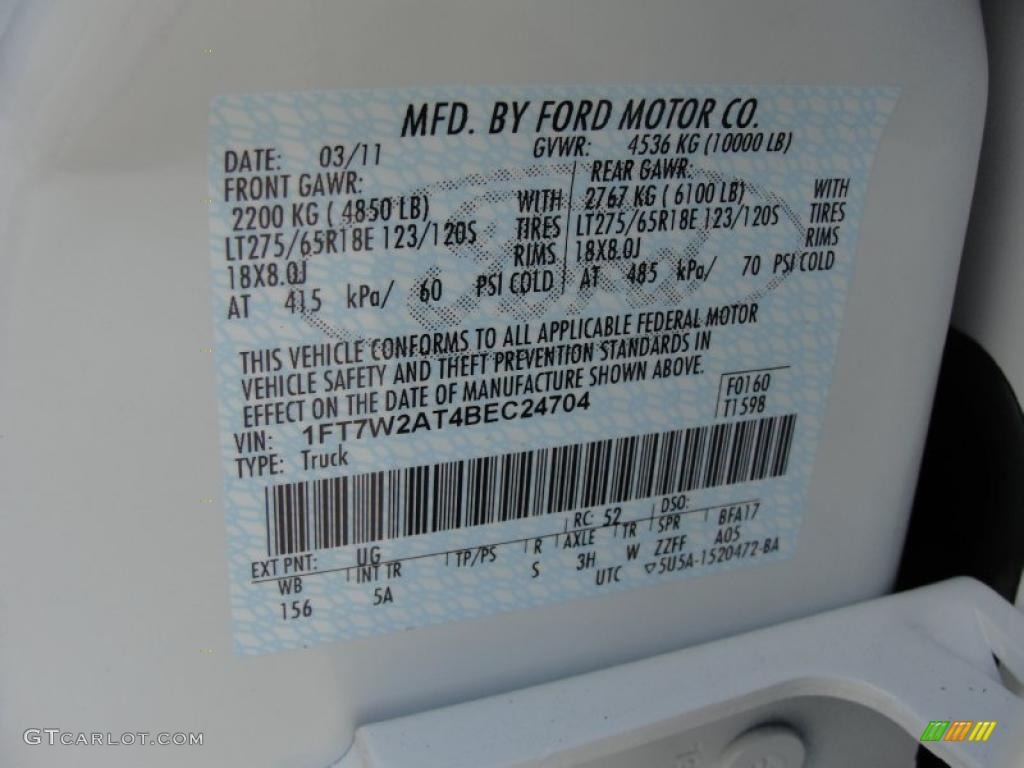 MFD. BY FORD MOTOR CO.
DATE: 03/11 GVWR: 4536 KG (10000 LB)
FRONT GAWR: REAR GAWR:
2200 KG ( 4850 LB) WITH 2767 KG ( 6100 LB) WITH
LT275/65R18E 123/120S TIRES LT275/65R18E 123/120S TIRES
18X8.0J RIMS 18X8.0J RIMS
AT 415 kPa/ 60 PSI COLD AT 485 kPa/ 70 PSI COLD
THIS VEHICLE CONFORMS TO ALL APPLICABLE FEDERAL MOTOR
VEHICLE SAFETY AND THEFT PREVENTION STANDARDS IN
EFFECT ON THE DATE OF MANUFACTURE SHOWN ABOVE.
VIN: 1FT7W2AT4BEC24704 F0160
TYPE: Truck T1598
EXT PNT: UG RC: 52 DSO:
WB INT TR TP/PS R AXLE TR SPR BFA17
156 5A S 3H W ZZFF A05
UTC ▽5U5A-1520472-BA
GTCARLOT.COM